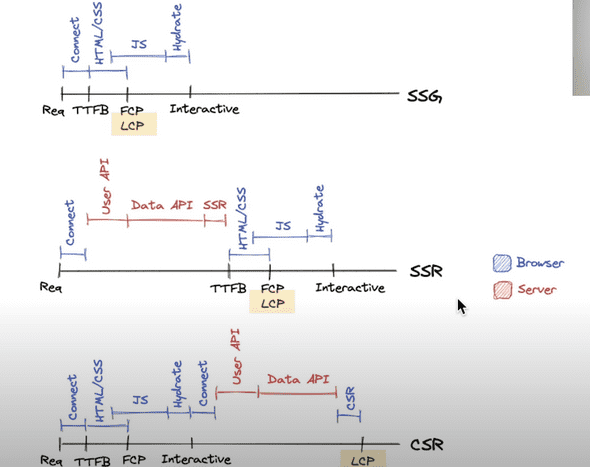 Connect
HTML/CSS
JS
Hydrate
Req TTFB FCP Interactive
LCP
SSG
Connect
User API
Data API
SSR
HTML/CSS
JS
Hydrate
Req TTFB FCP Interactive
LCP
SSR
Browser
Server
Connect
HTML/CSS
JS
Hydrate
Connect
User API
Data API
CSR
Req TTFB FCP Interactive LCP
CSR